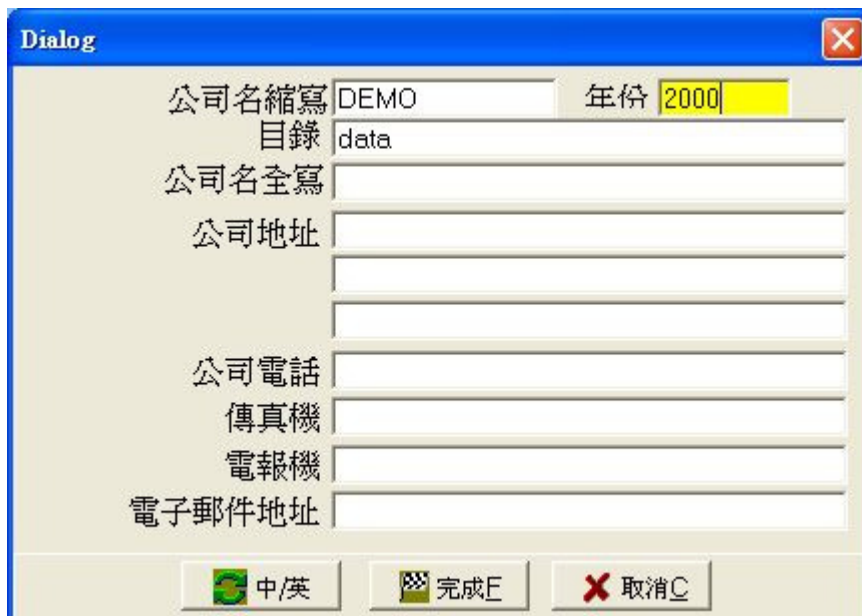 Dialog
公司名縮寫 DEMO 年份 2000
目錄 data
公司名全寫
公司地址
公司電話
傳真機
電報機
電子郵件地址
中/英 完成F 取消C